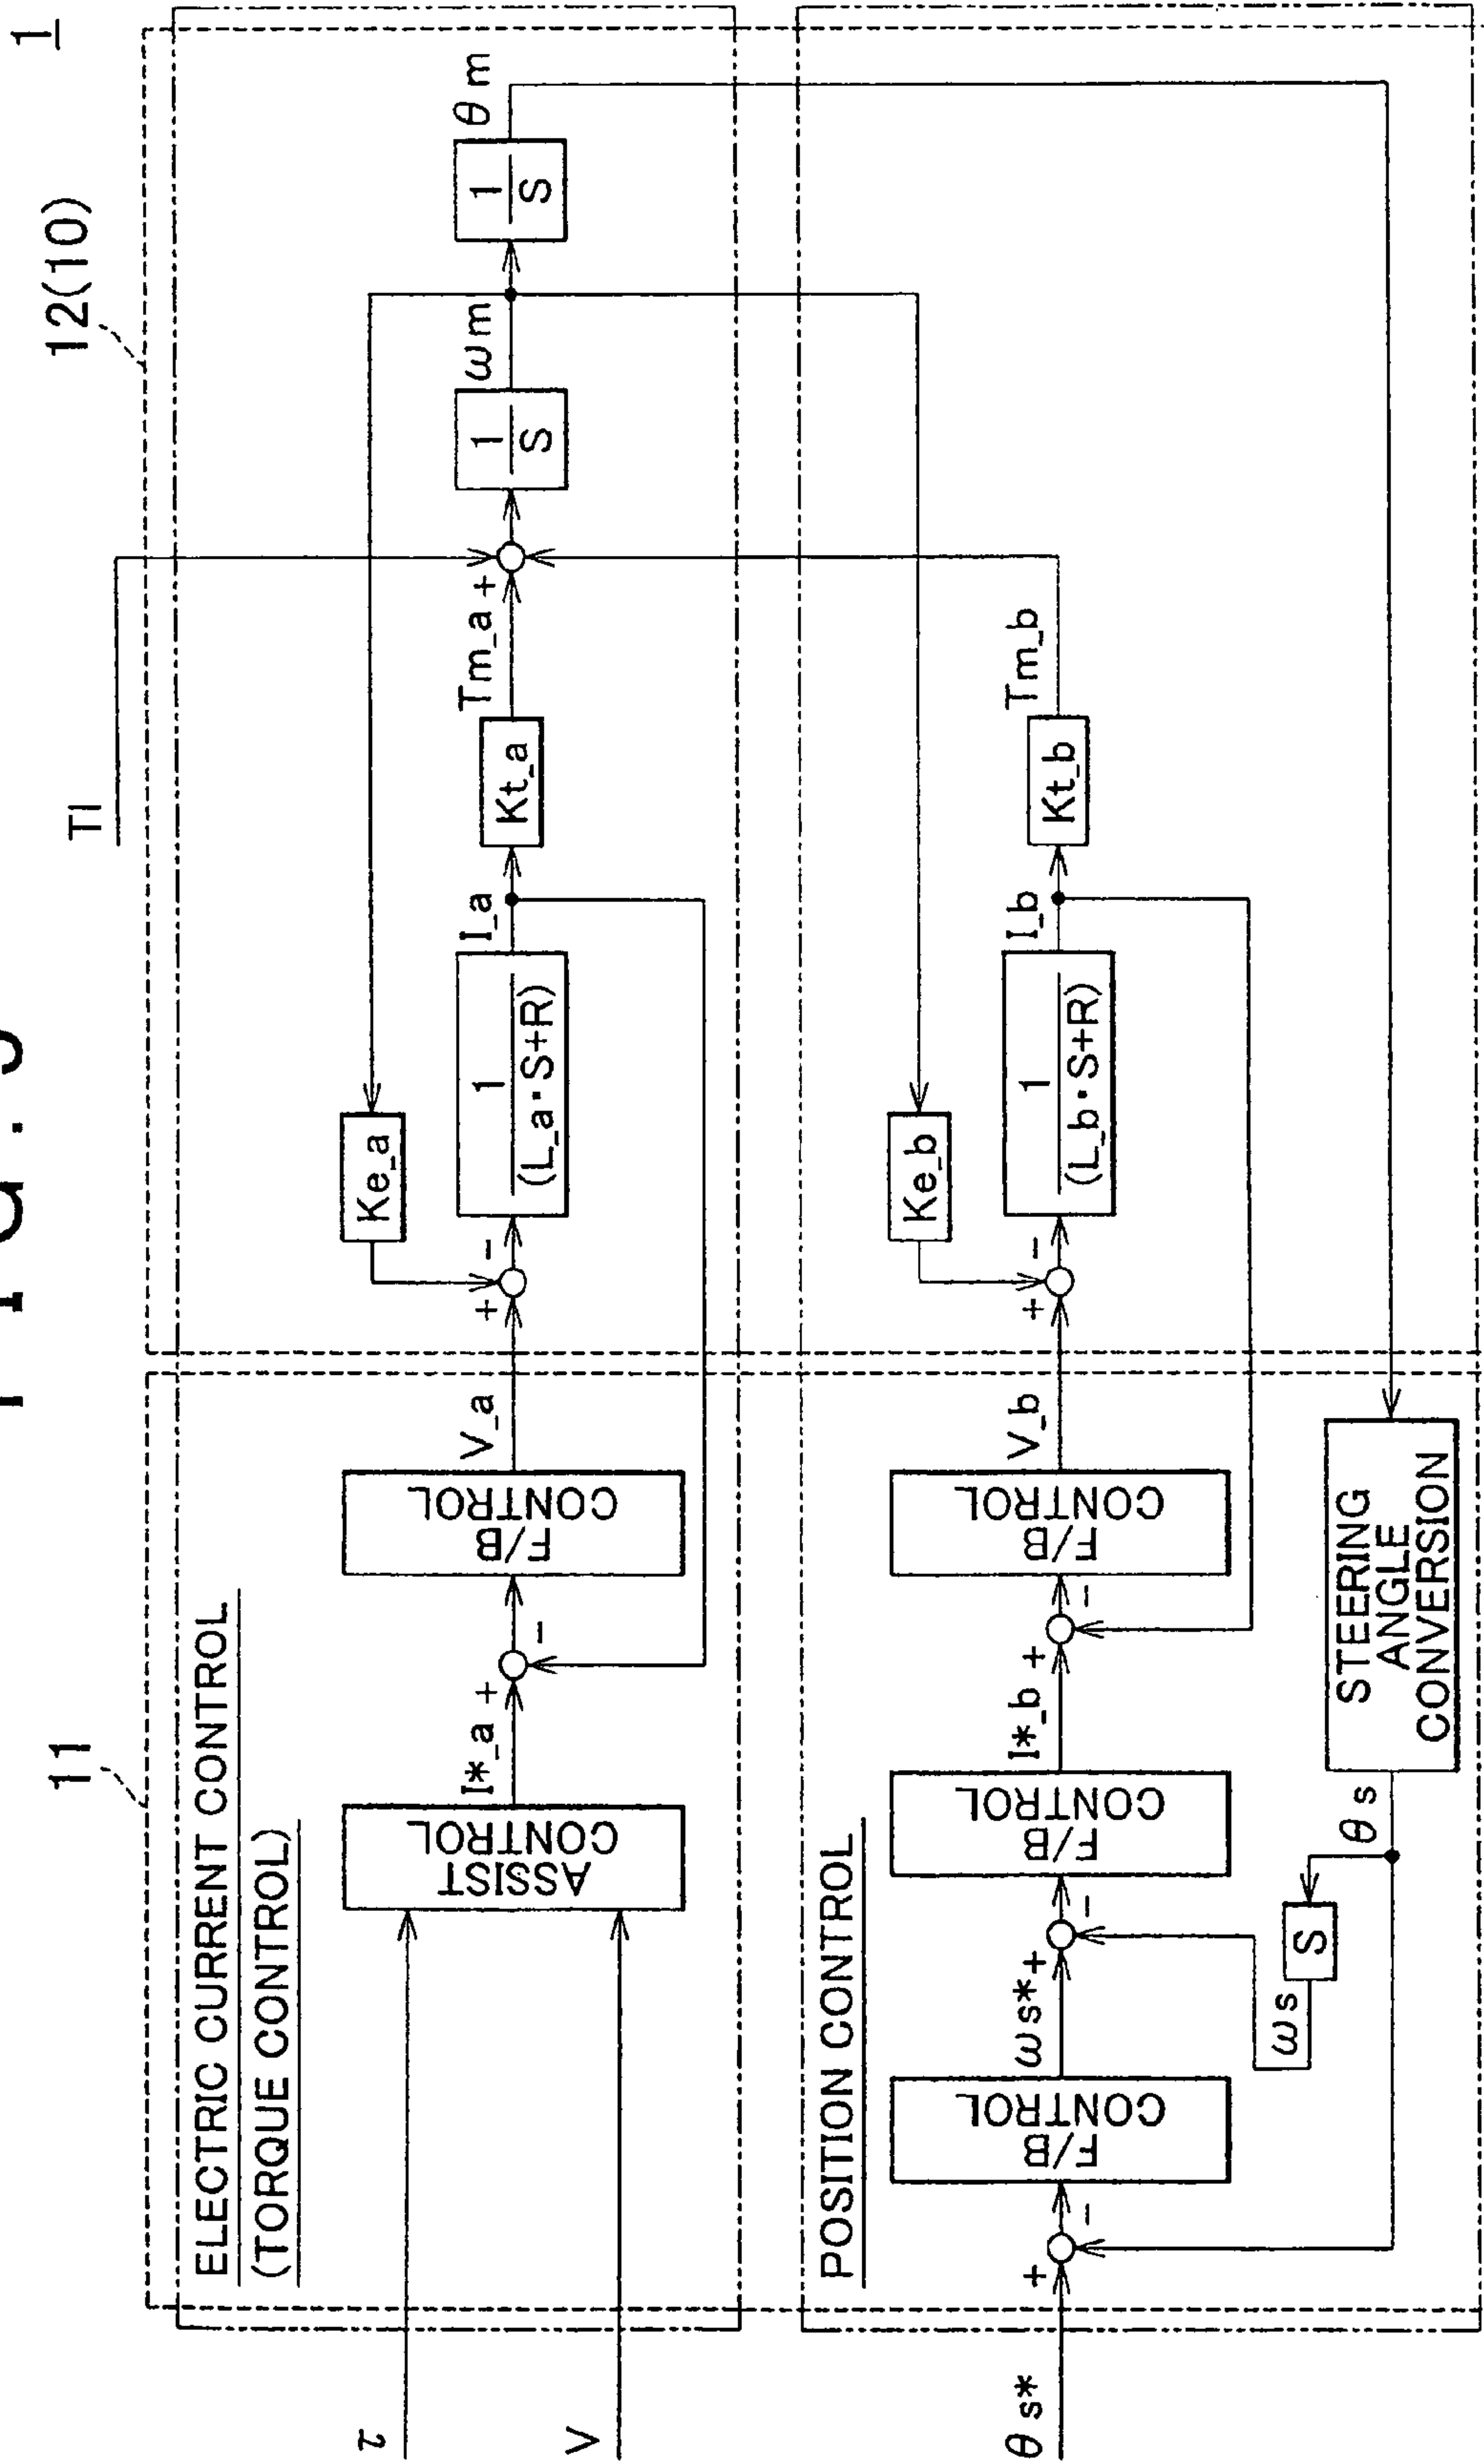 1
12(10)
11
Tl
ELECTRIC CURRENT CONTROL
(TORQUE CONTROL)
τ
V
ASSIST
CONTROL
I*_a
+
-
F/B
CONTROL
V_a
+
-
Ke_a
1
(L_a·S+R)
I_a
Kt_a
Tm_a
+
1
S
ωm
1
S
θm
POSITION CONTROL
θs*
+
-
F/B
CONTROL
ωs*
+
-
F/B
CONTROL
I*_b
+
-
F/B
CONTROL
V_b
+
-
Ke_b
1
(L_b·S+R)
I_b
Kt_b
Tm_b
ωs
S
θs
STEERING
ANGLE
CONVERSION